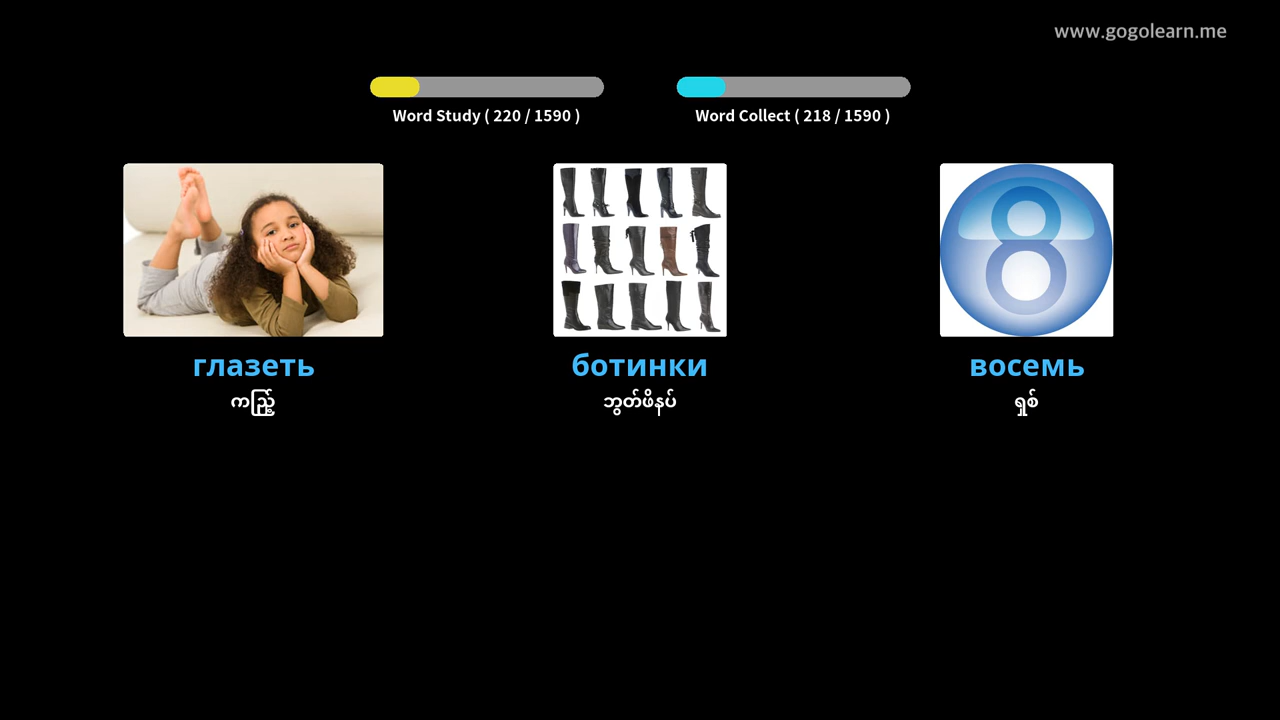 www.gogolearn.me
Word Study ( 220 / 1590 )
Word Collect ( 218 / 1590 )
глазеть
ботинки
восемь
ကည့်ြ
ဘွတ်ဖိနပ်
ရှစ်
8